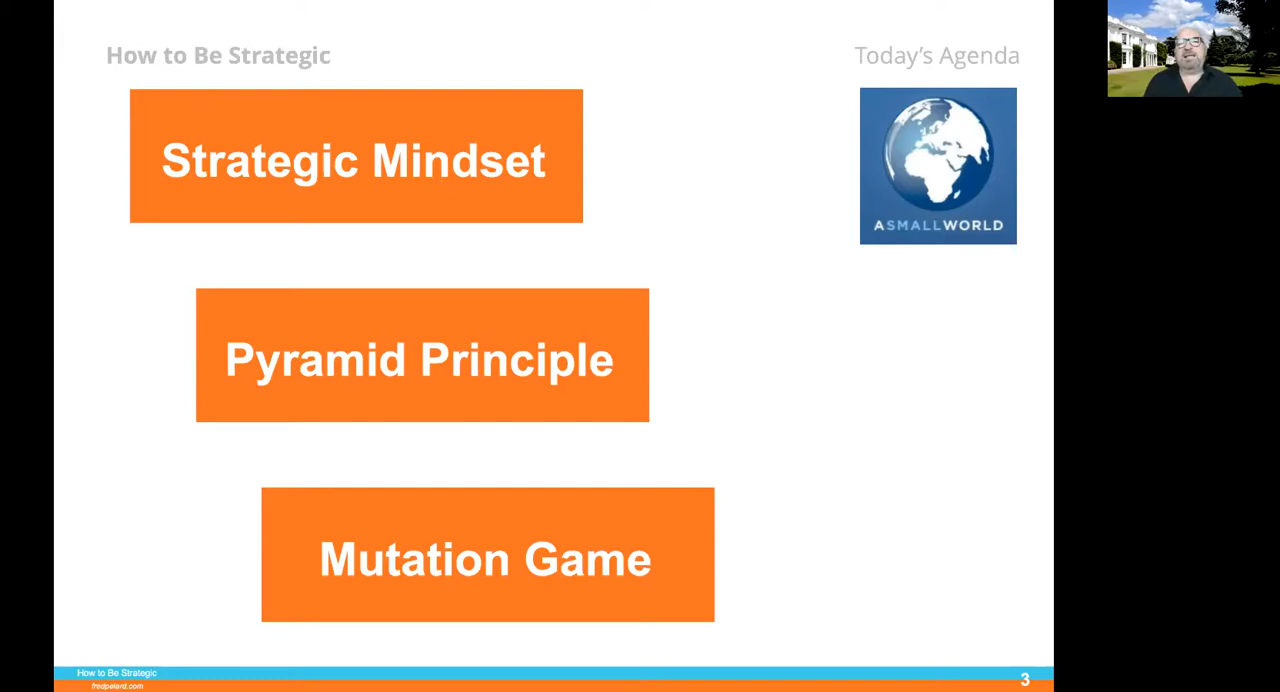 How to Be Strategic
Today's Agenda
Strategic Mindset
ASMALLWORLD
Pyramid Principle
Mutation Game
How to Be Strategic
fredpelard.com
3